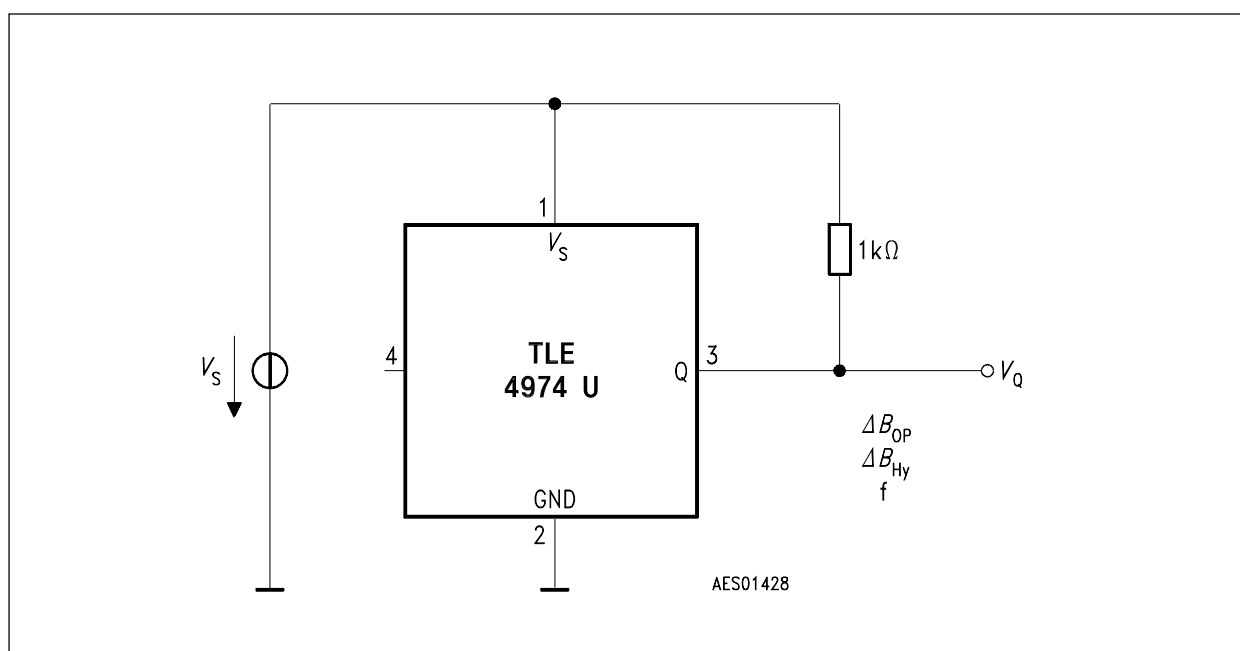 1
V_S
1kΩ
V_S
4
TLE
4974 U
Q
3
V_Q
ΔB_OP
ΔB_Hy
f
GND
2
AES01428